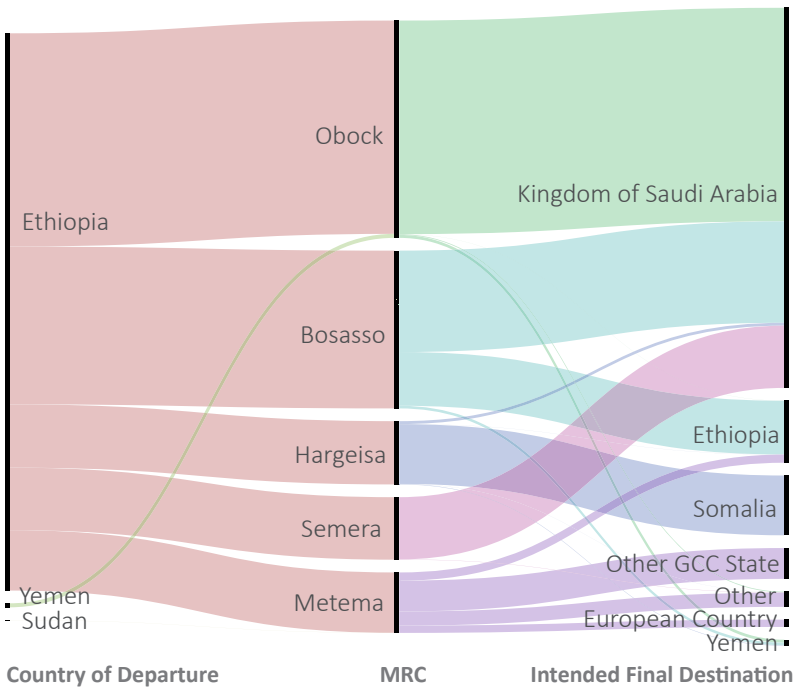 Obock
Kingdom of Saudi Arabia
Ethiopia
Bosasso
Ethiopia
Hargeisa
Somalia
Semera
Other GCC State
Yemen
Other
Metema
Sudan
European Country
Yemen
Country of Departure
MRC
Intended Final Destination